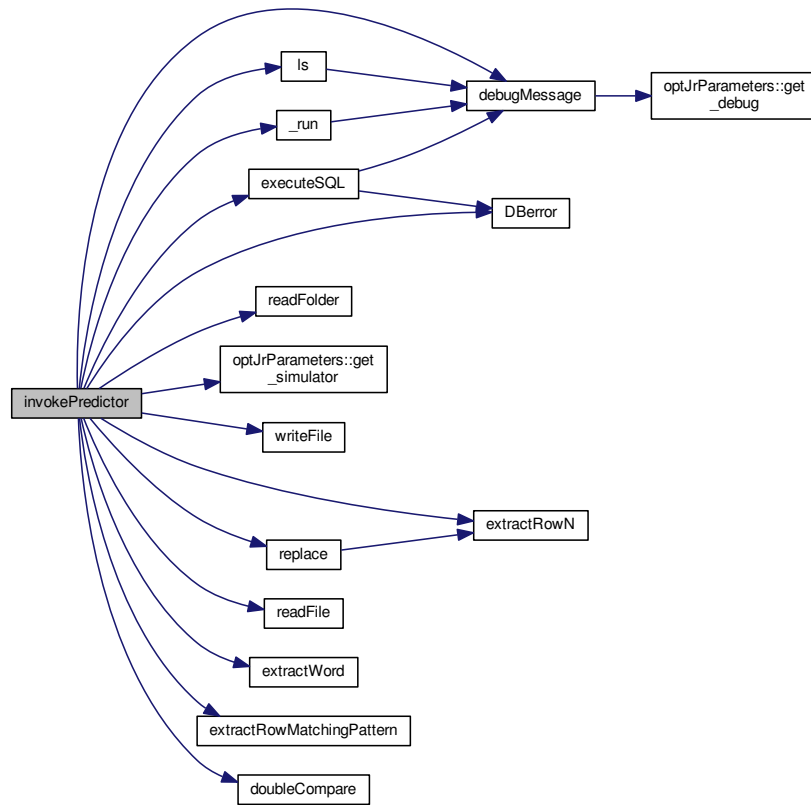 ls
debugMessage
optJrParameters::get
_debug
_run
executeSQL
DBerror
readFolder
optJrParameters::get
_simulator
invokePredictor
writeFile
extractRowN
replace
readFile
extractWord
extractRowMatchingPattern
doubleCompare